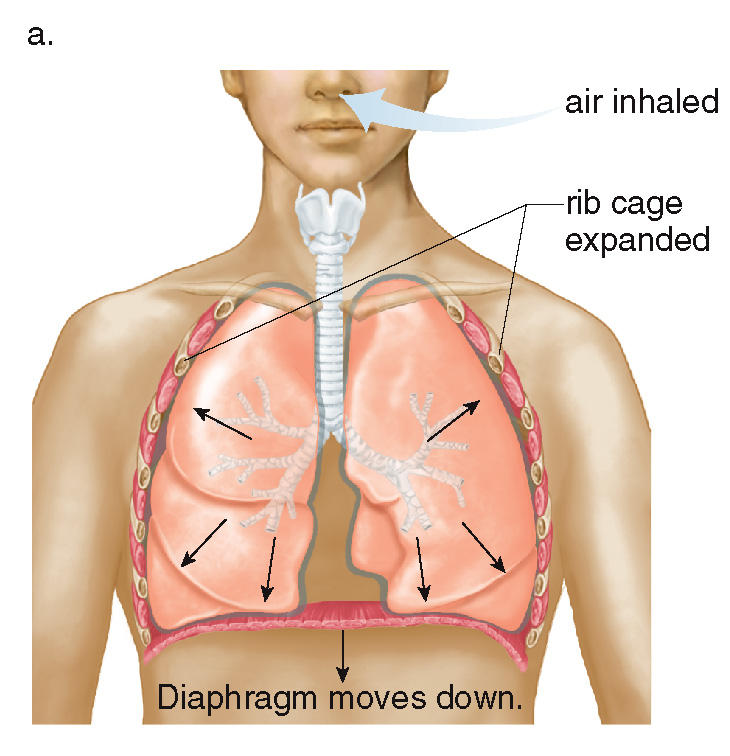 a.
air inhaled
rib cage
expanded
Diaphragm moves down.